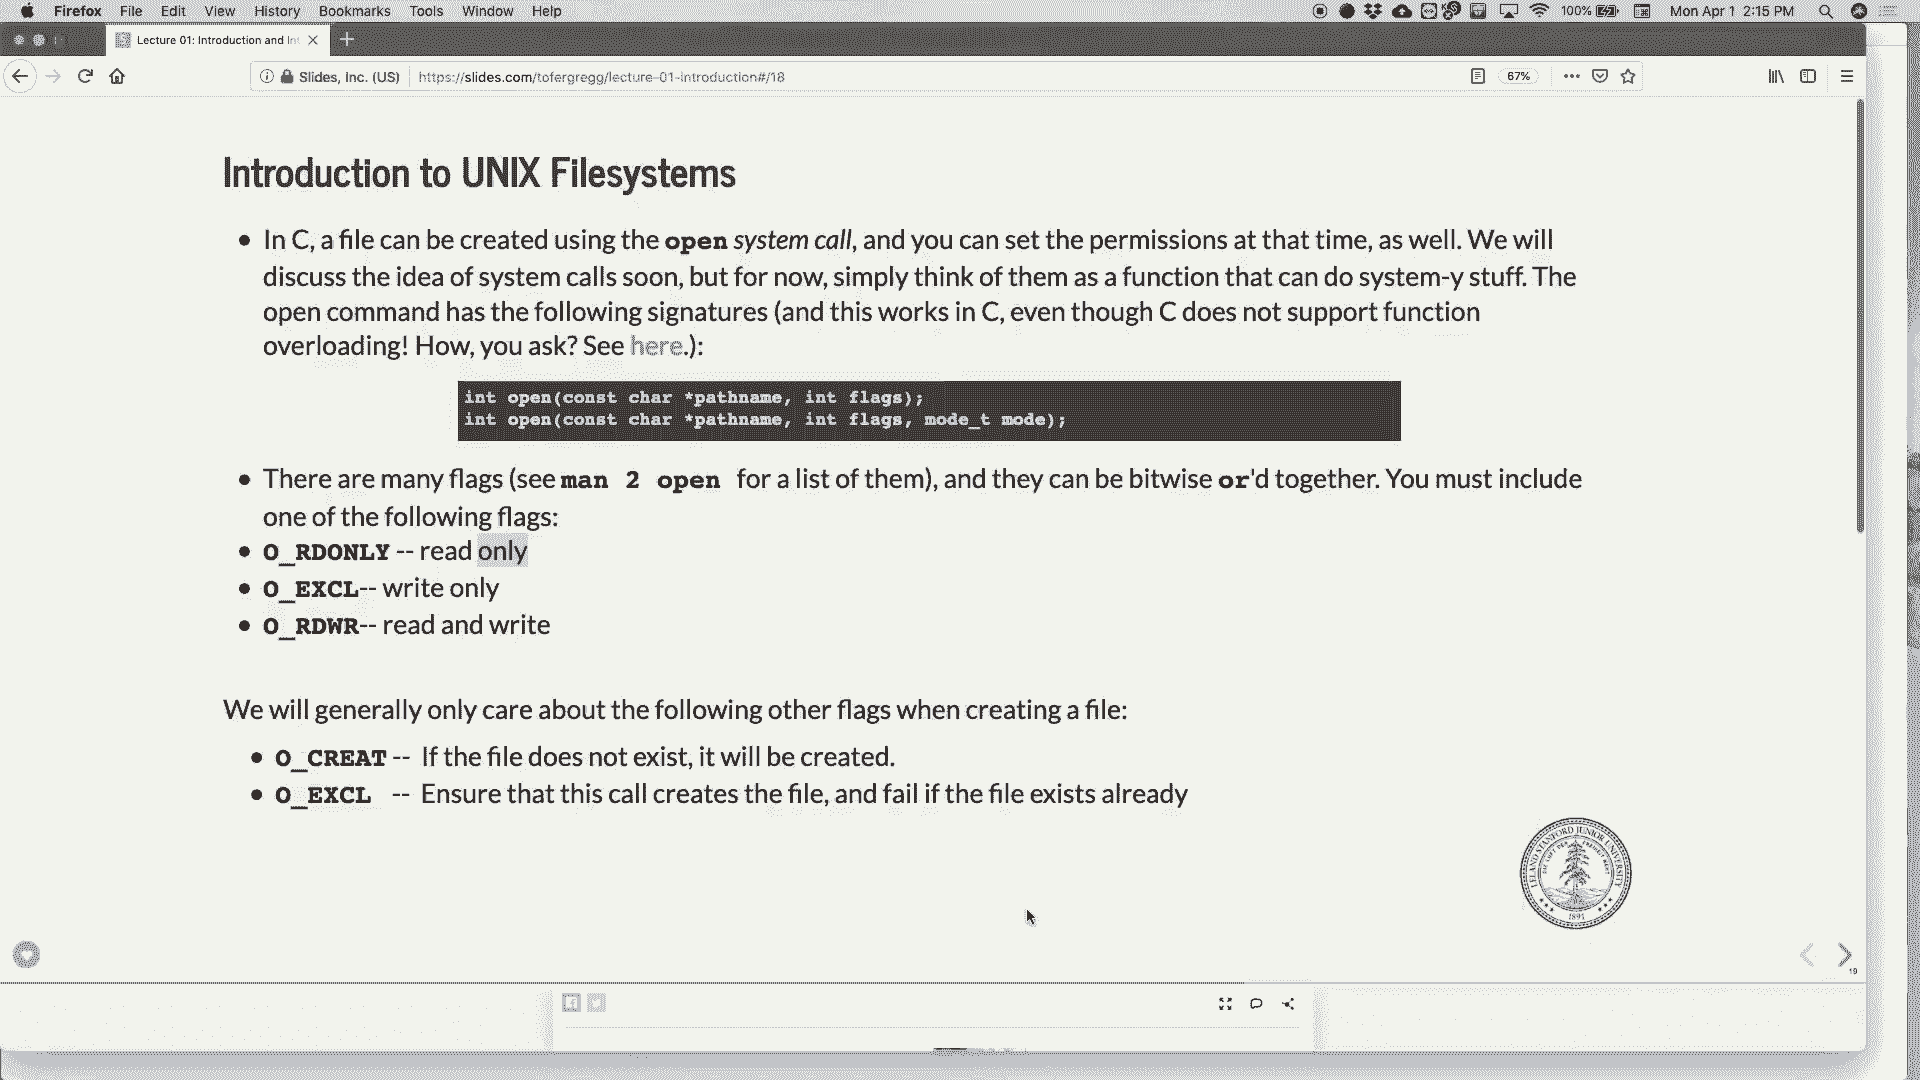 Firefox File Edit View History Bookmarks Tools Window Help 100% Mon Apr 1 2:15 PM
Lecture 01: Introduction and In
Slides, Inc. (US) https://slides.com/tofergregg/lecture-01-introduction#/18 67%
Introduction to UNIX Filesystems
In C, a file can be created using the open system call, and you can set the permissions at that time, as well. We will
discuss the idea of system calls soon, but for now, simply think of them as a function that can do system-y stuff. The
open command has the following signatures (and this works in C, even though C does not support function
overloading! How, you ask? See here.):
int open(const char *pathname, int flags);
int open(const char *pathname, int flags, mode_t mode);
There are many flags (see man 2 open for a list of them), and they can be bitwise or'd together. You must include
one of the following flags:
O_RDONLY -- read only
O_EXCL-- write only
O_RDWR-- read and write
We will generally only care about the following other flags when creating a file:
O_CREAT -- If the file does not exist, it will be created.
O_EXCL -- Ensure that this call creates the file, and fail if the file exists already
LELAND STANFORD JUNIOR UNIVERSITY
1891
19